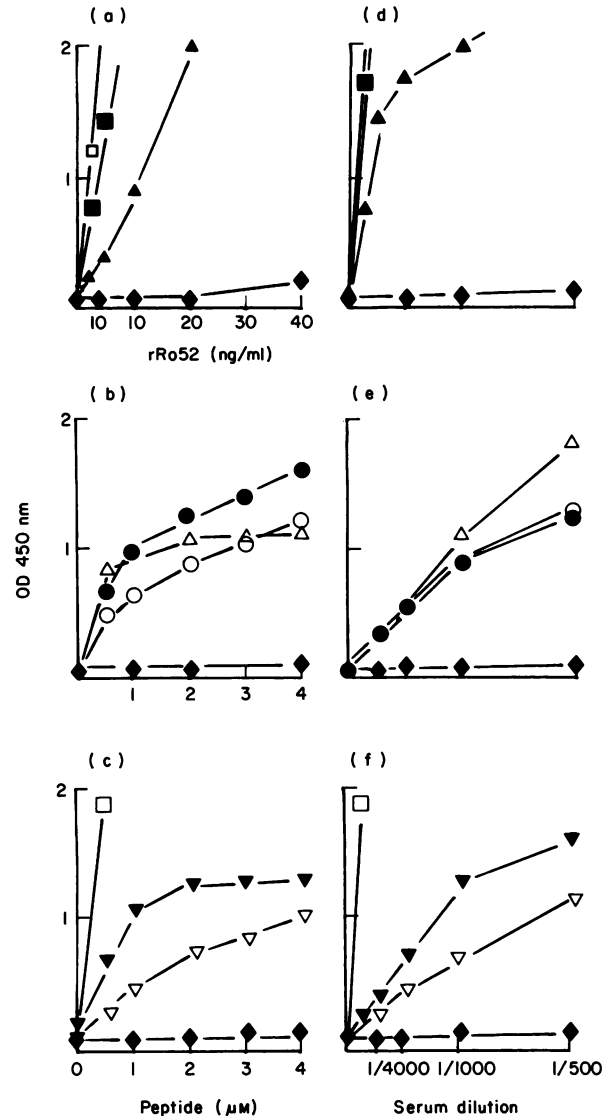 ( a )
( d )
2
1
10 10 20 30 40
rRo52 (ng/ml)
( b )
( e )
2
1
OD 450 nm
1 2 3 4
( c )
( f )
2
1
0 1 2 3 4
1/4000 1/1000 1/500
Peptide (μM)
Serum dilution